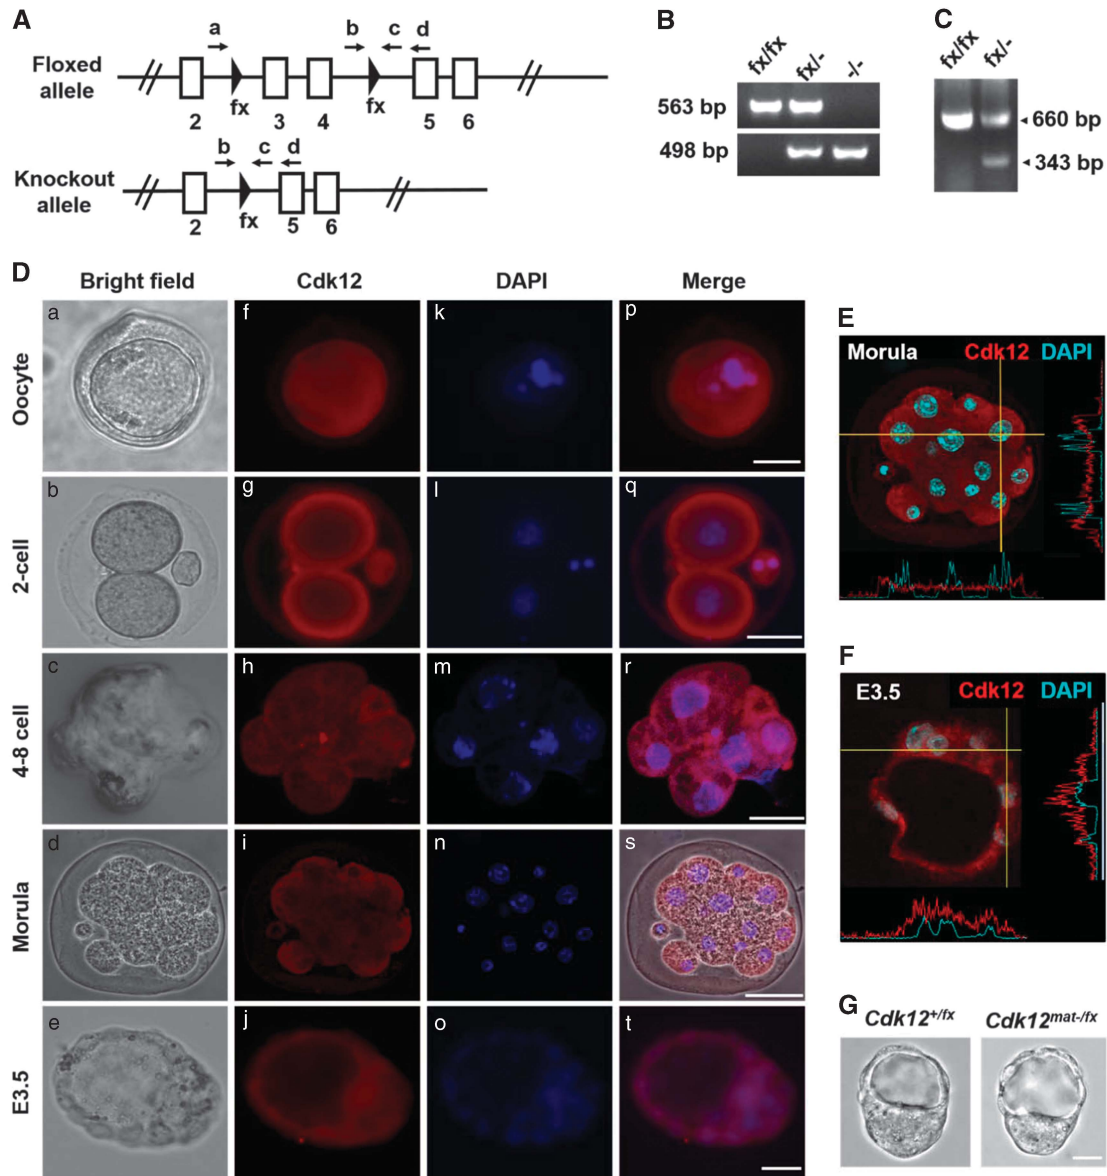 A
Floxed
allele
a
b
c
d
fx
fx
2
3
4
5
6
Knockout
allele
b
c
d
fx
2
5
6
B
fx/fx
fx/-
-/-
563 bp
498 bp
C
fx/fx
fx/-
660 bp
343 bp
D
Bright field
Cdk12
DAPI
Merge
Oocyte
a
f
k
p
2-cell
b
g
l
q
4-8 cell
c
h
m
r
Morula
d
i
n
s
E3.5
e
j
o
t
E
Morula
Cdk12
DAPI
F
E3.5
Cdk12
DAPI
G
Cdk12+/fx
Cdk12mat-/fx